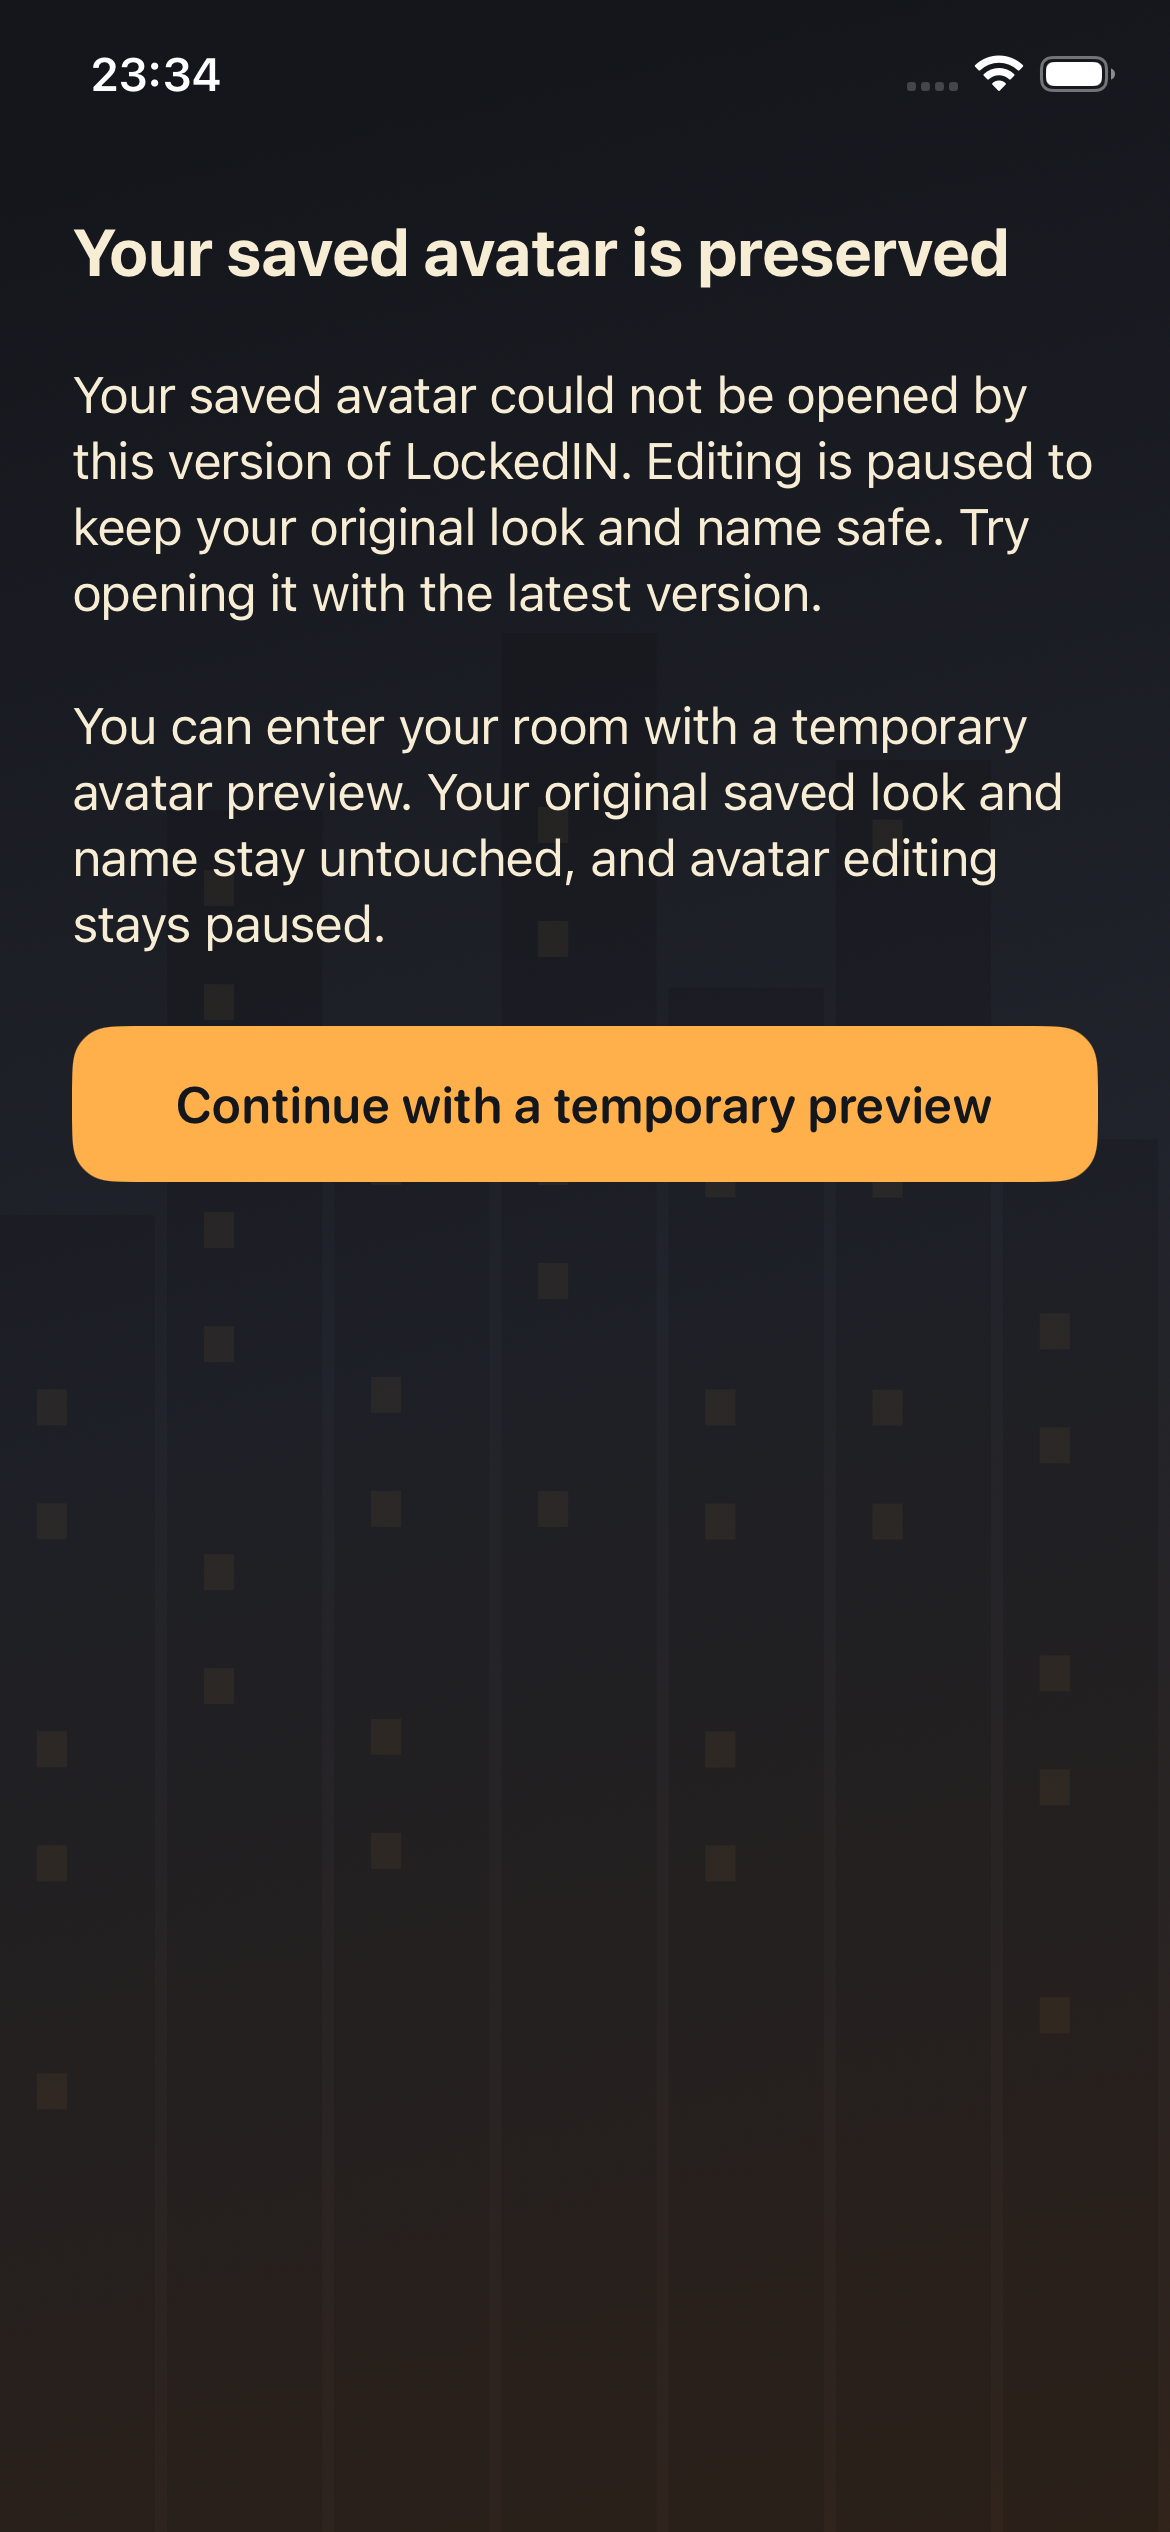 23:34
Your saved avatar is preserved
Your saved avatar could not be opened by
this version of LockedIN. Editing is paused to
keep your original look and name safe. Try
opening it with the latest version.
You can enter your room with a temporary
avatar preview. Your original saved look and
name stay untouched, and avatar editing
stays paused.
Continue with a temporary preview